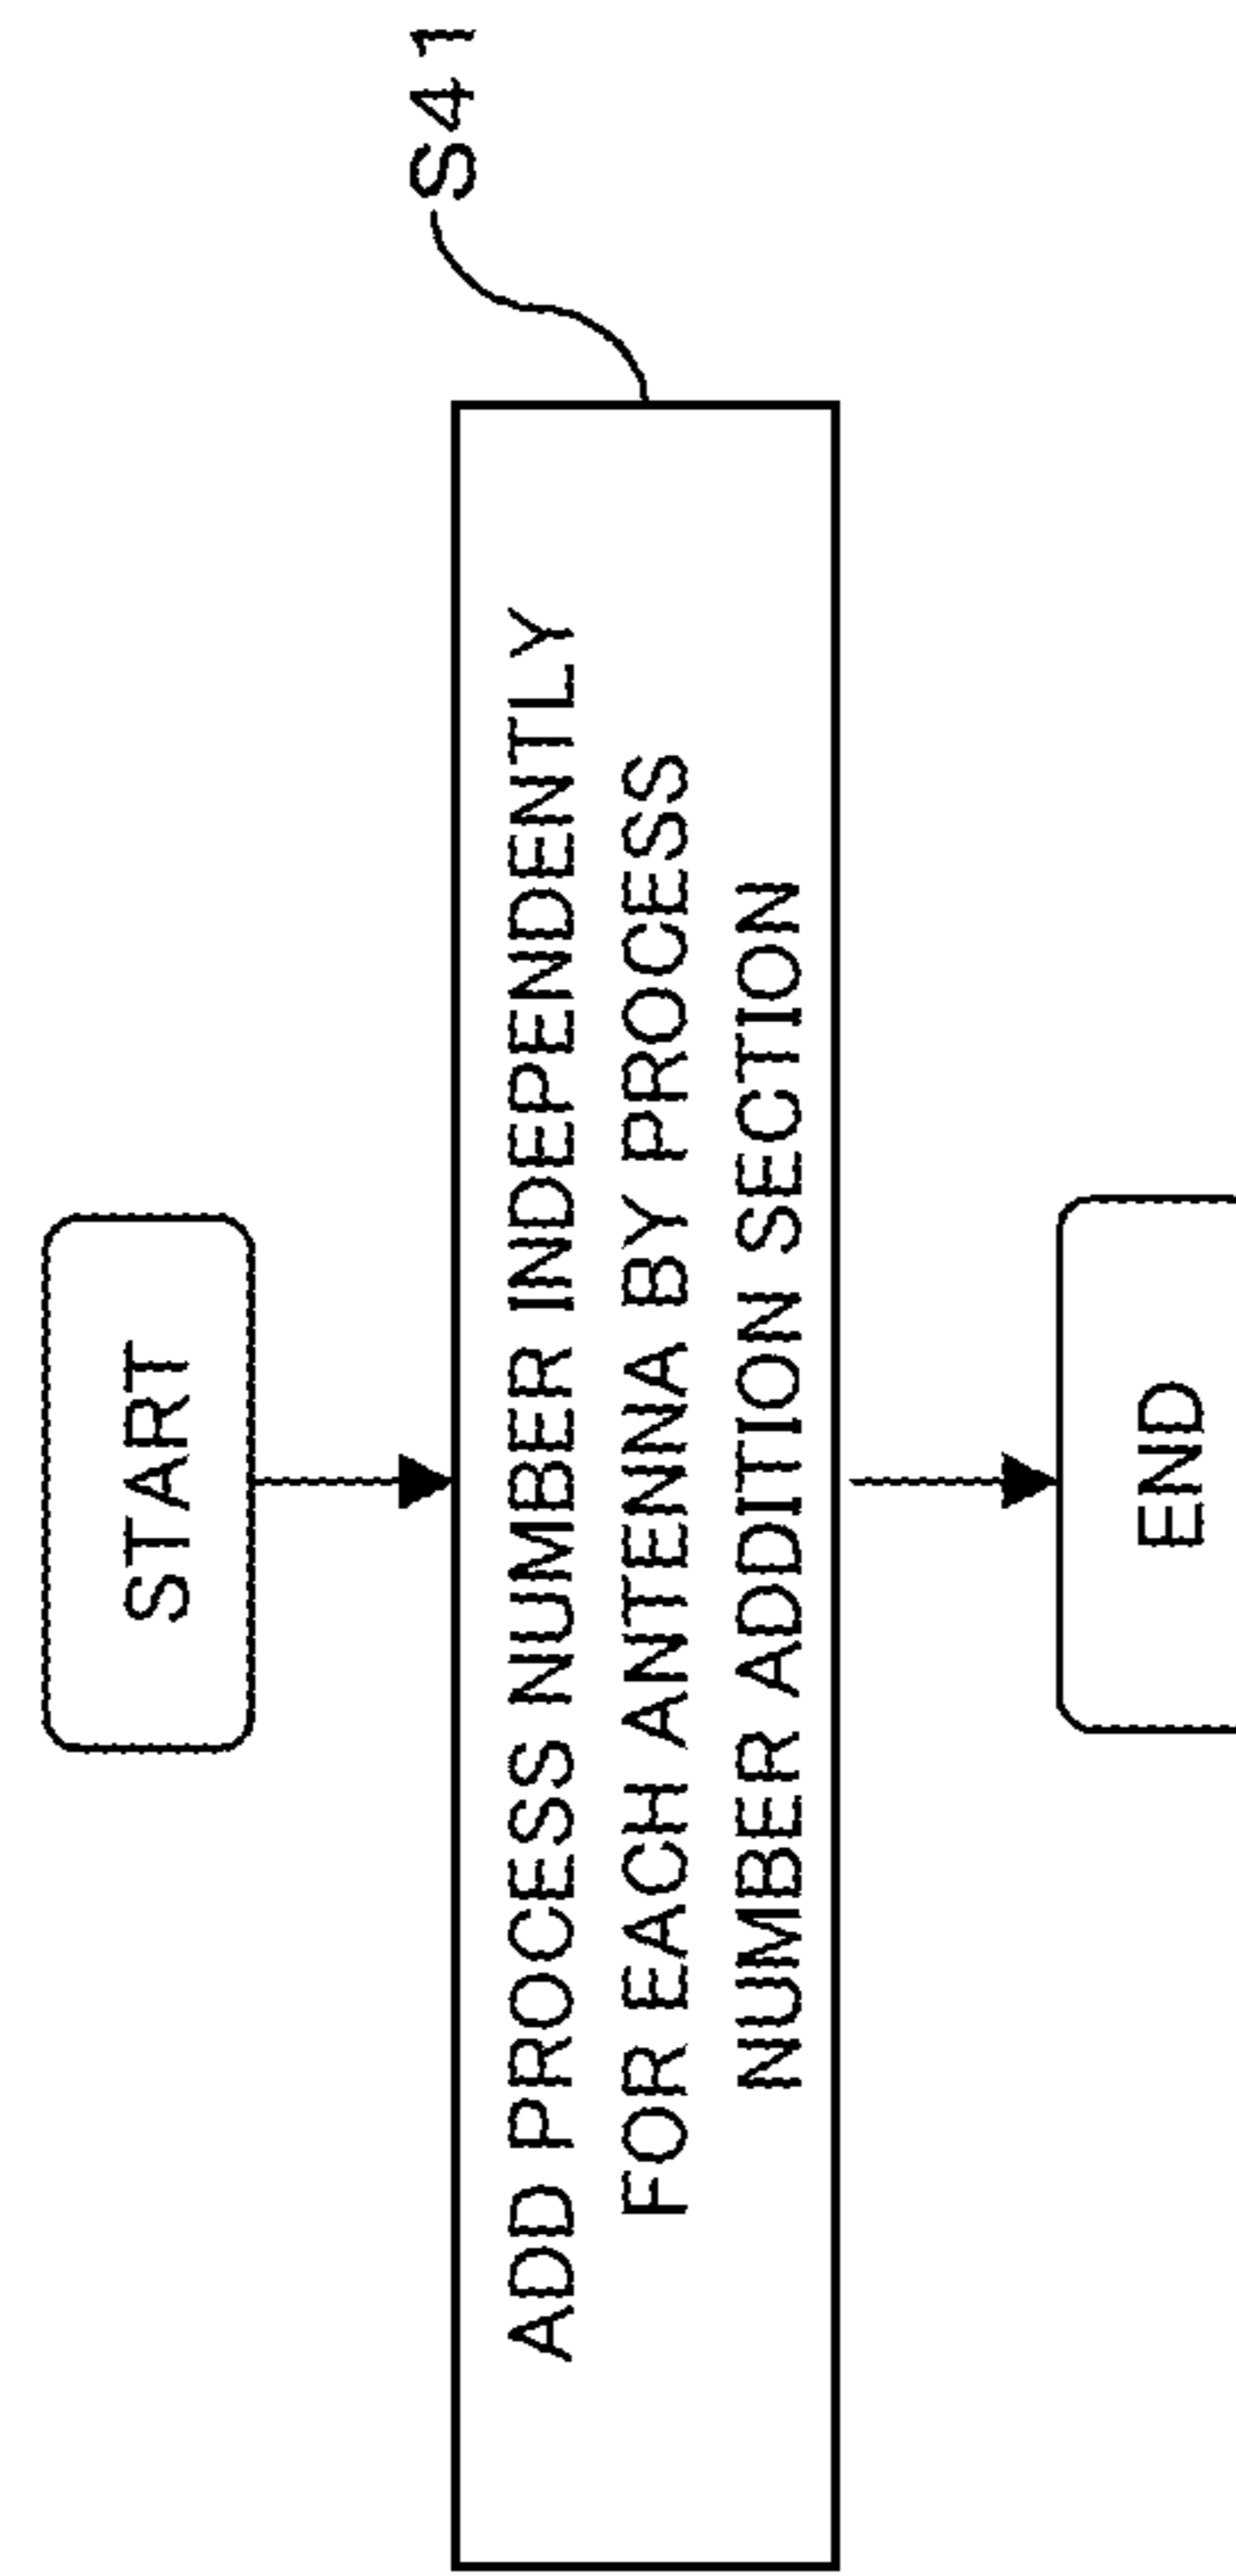 START
S41
ADD PROCESS NUMBER INDEPENDENTLY
FOR EACH ANTENNA BY PROCESS
NUMBER ADDITION SECTION
END